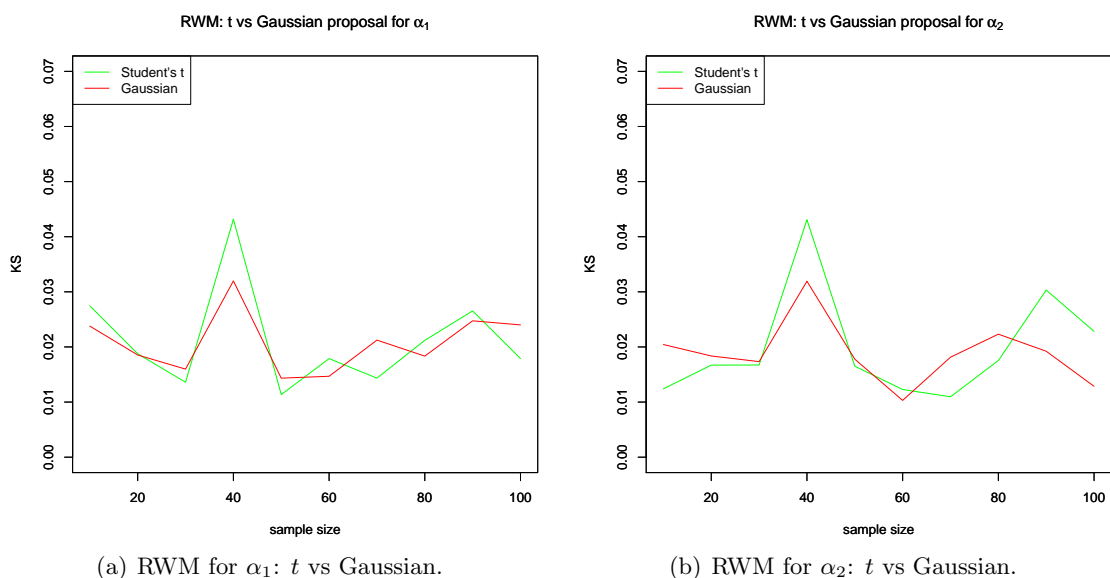 RWM: t vs Gaussian proposal for α₁
Student's t
Gaussian
0.07
0.06
0.05
0.04
0.03
0.02
0.01
0.00
KS
20 40 60 80 100
sample size
(a) RWM for α₁: t vs Gaussian.
RWM: t vs Gaussian proposal for α₂
Student's t
Gaussian
0.07
0.06
0.05
0.04
0.03
0.02
0.01
0.00
KS
20 40 60 80 100
sample size
(b) RWM for α₂: t vs Gaussian.